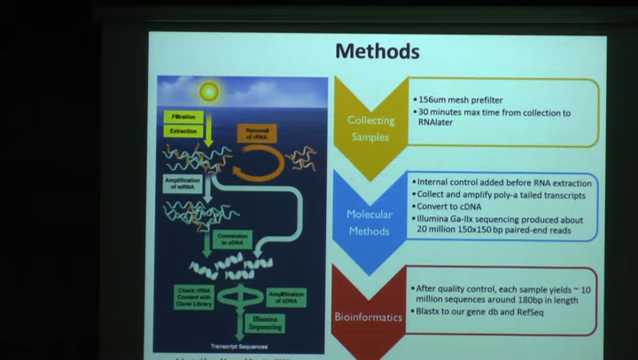 Methods
Filtration
Extraction
Removal
of rRNA
Amplification
of mRNA
Conversion
to cDNA
Check rRNA
Content with
Clone Library
Amplification
of cDNA
Illumina
Sequencing
Transcript Sequences
Collecting
Samples
• 156um mesh prefilter
• 30 minutes max time from collection to
RNAlater
Molecular
Methods
• Internal control added before RNA extraction
• Collect and amplify poly-a tailed transcripts
• Convert to cDNA
• Illumina Ga-IIx sequencing produced about
20 million 150x150 bp paired-end reads
Bioinformatics
• After quality control, each sample yields ~ 10
million sequences around 180bp in length
• Blastx to our gene db and RefSeq